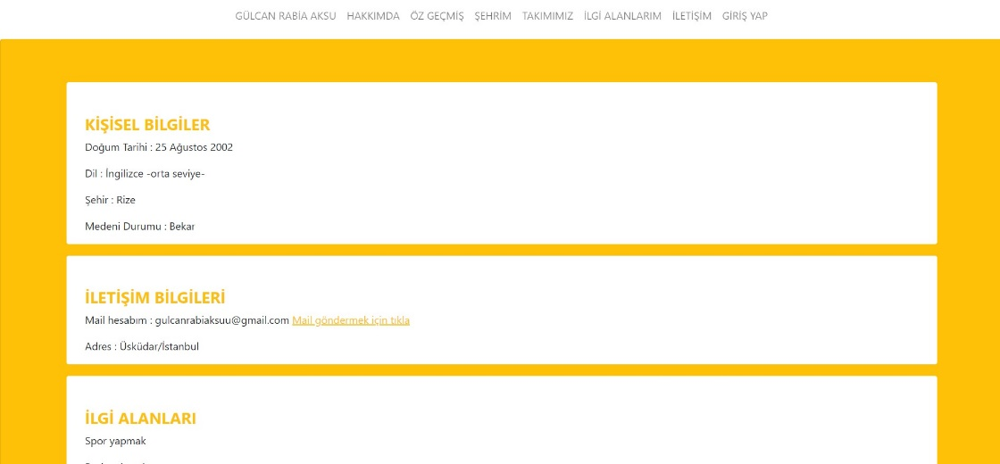 GÜLCAN RABİA AKSU HAKKIMDA ÖZ GEÇMİŞ ŞEHRİM TAKIMIMIZ İLGİ ALANLARIM İLETİŞİM GİRİŞ YAP
KİŞİSEL BİLGİLER
Doğum Tarihi : 25 Ağustos 2002
Dil : İngilizce -orta seviye-
Şehir : Rize
Medeni Durumu : Bekar
İLETİŞİM BİLGİLERİ
Mail hesabım : gulcanrabiaksuu@gmail.com Mail göndermek için tıkla
Adres : Üsküdar/İstanbul
İLGİ ALANLARI
Spor yapmak